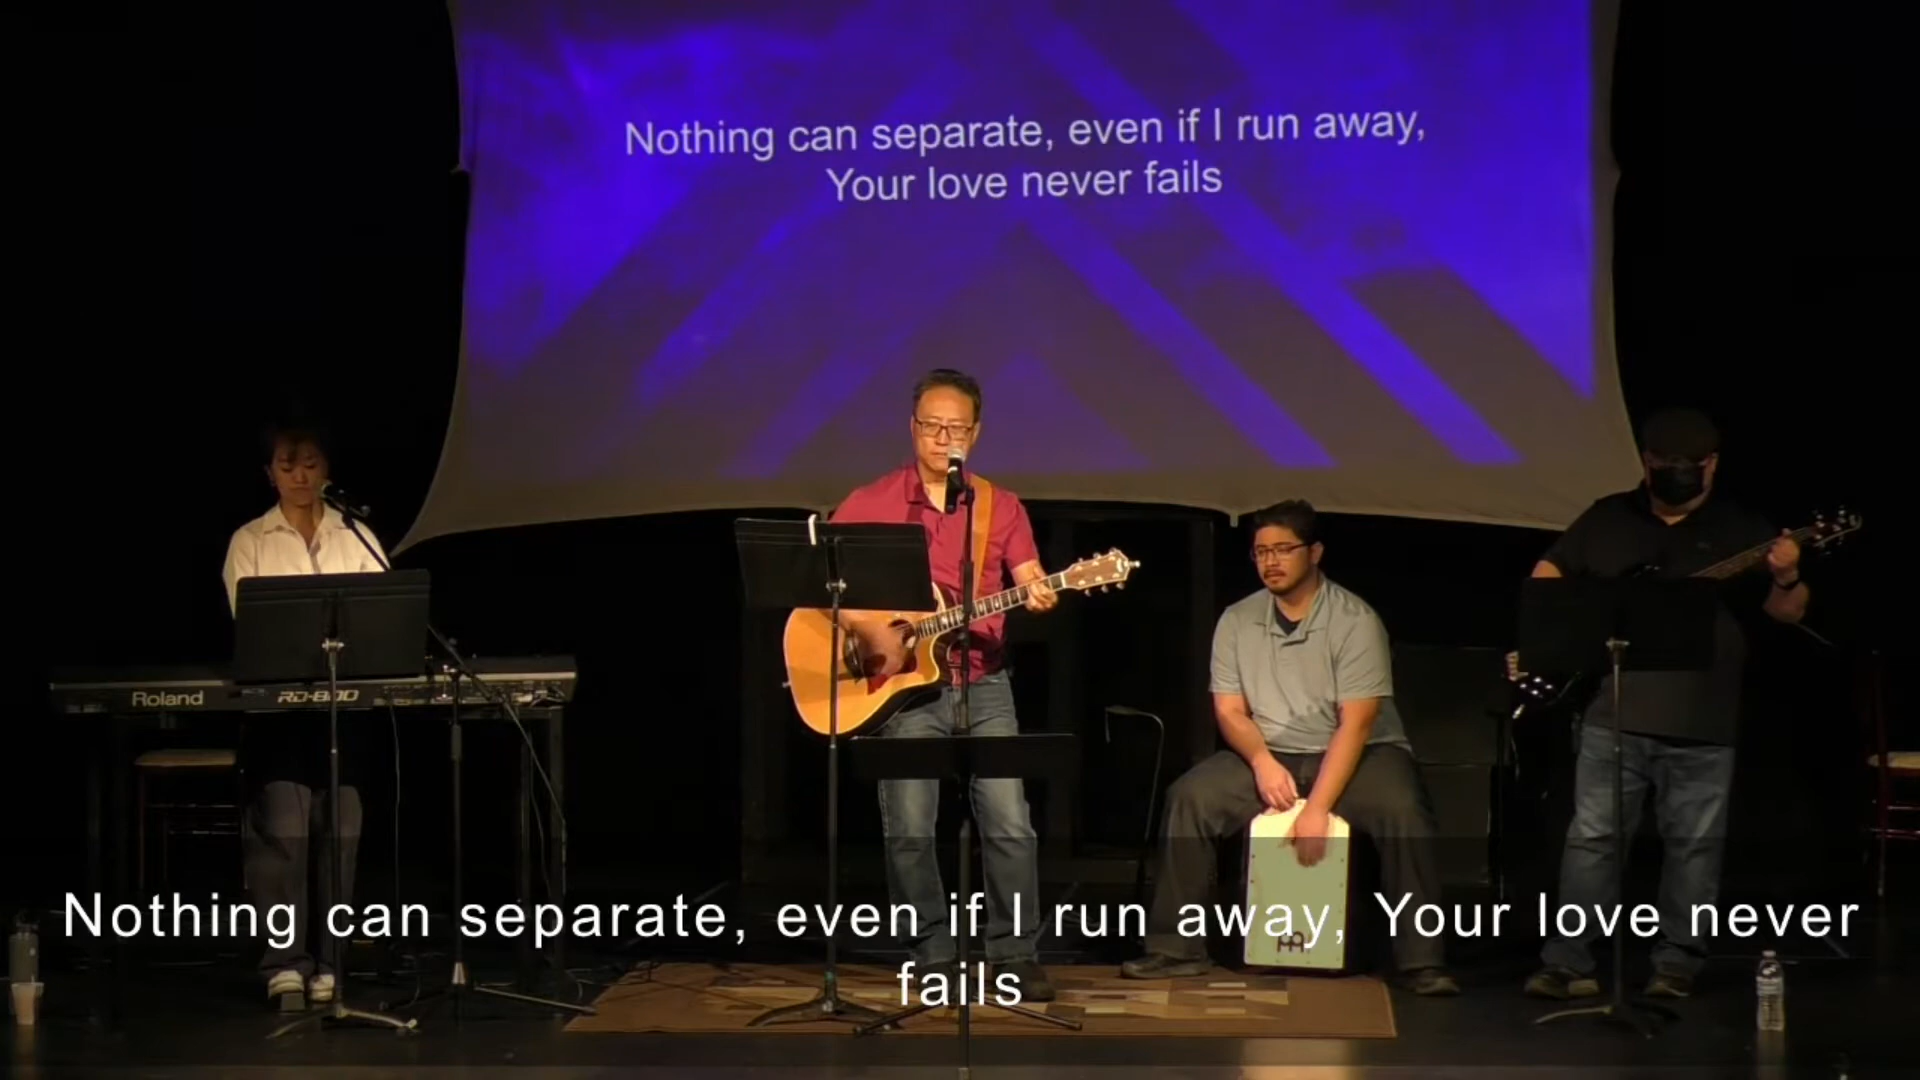 Nothing can separate, even if I run away,
Your love never fails
Roland
RD-800
Nothing can separate, even if I run away, Your love never
fails